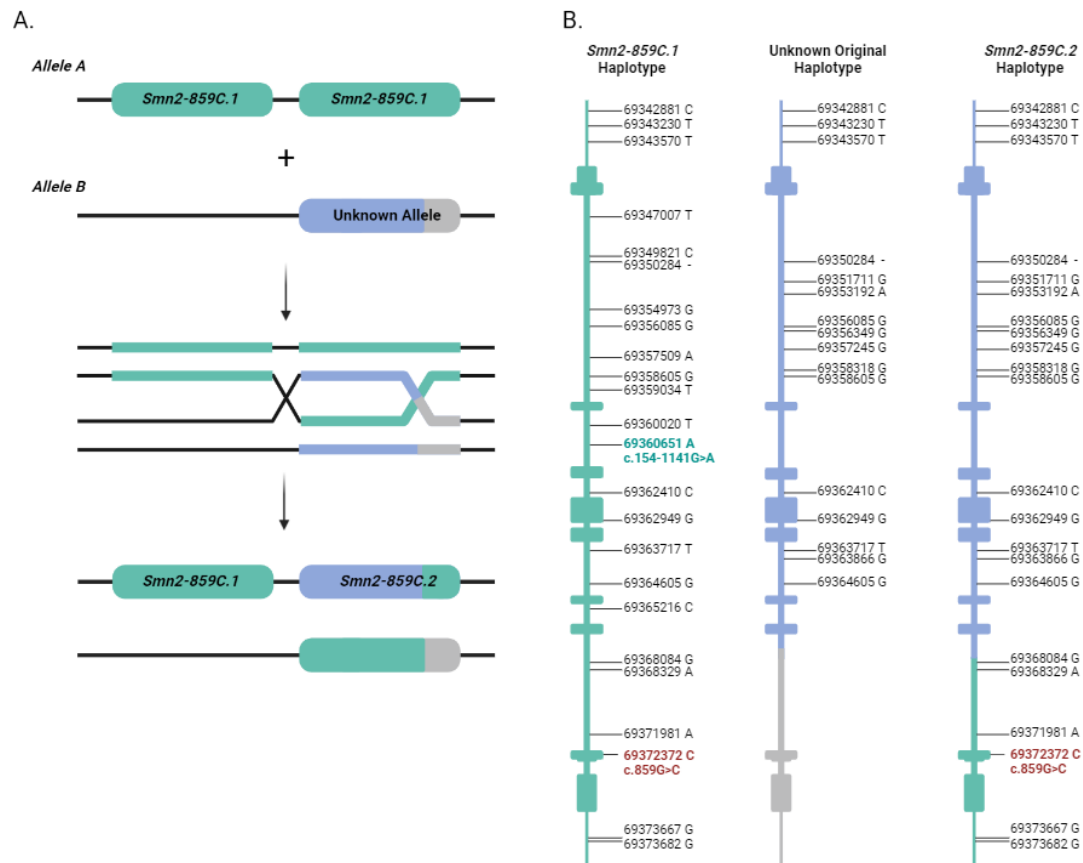 A.
Allele A
Smn2-859C.1 Smn2-859C.1
+
Allele B
Unknown Allele
Smn2-859C.1 Smn2-859C.2
B.
Smn2-859C.1
Haplotype
69342881 C
69343230 T
69343570 T
69347007 T
69349821 C
69350284 -
69354973 G
69356085 G
69357509 A
69358605 G
69359034 T
69360020 T
69360651 A
c.154-1141G>A
69362410 C
69362949 G
69363717 T
69364605 G
69365216 C
69368084 G
69368329 A
69371981 A
69372372 C
c.859G>C
69373667 G
69373682 G
Unknown Original
Haplotype
69342881 C
69343230 T
69343570 T
69350284 -
69351711 G
69353192 A
69356085 G
69356349 G
69357245 G
69358318 G
69358605 G
69362410 C
69362949 G
69363717 T
69363866 G
69364605 G
Smn2-859C.2
Haplotype
69342881 C
69343230 T
69343570 T
69350284 -
69351711 G
69353192 A
69356085 G
69356349 G
69357245 G
69358318 G
69358605 G
69362410 C
69362949 G
69363717 T
69363866 G
69364605 G
69368084 G
69368329 A
69371981 A
69372372 C
c.859G>C
69373667 G
69373682 G